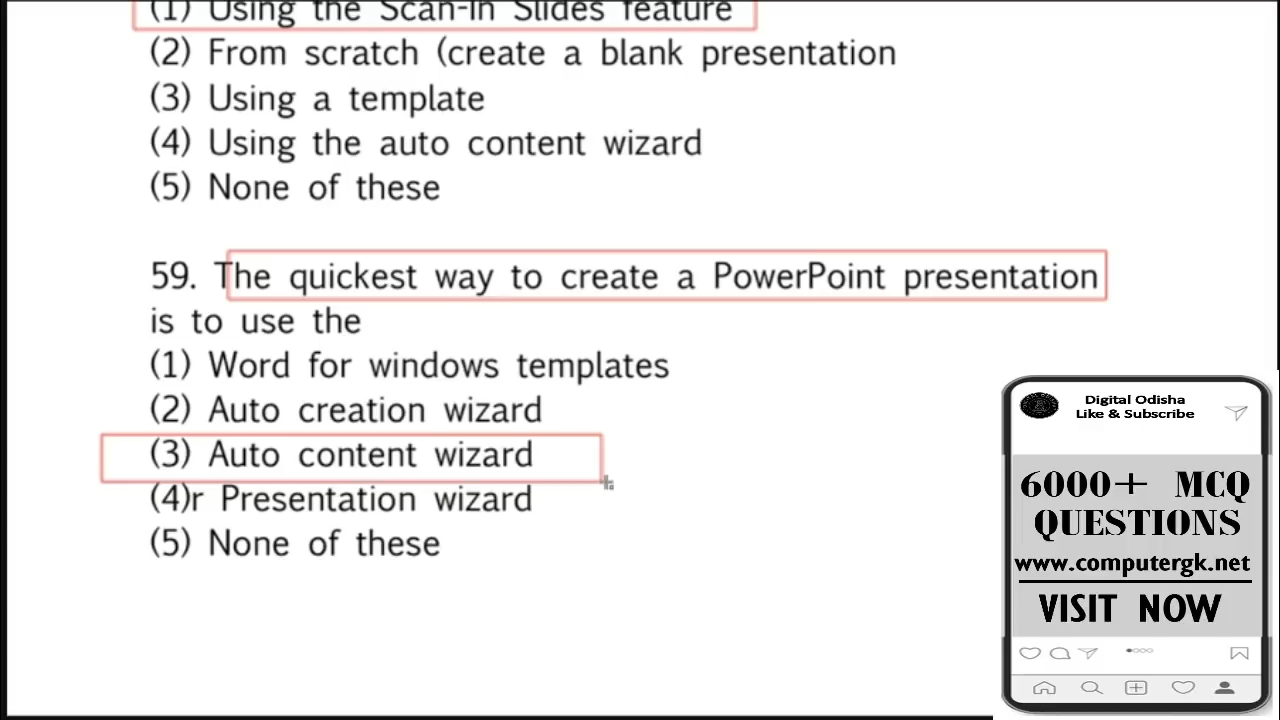 (1) Using the Scan-In Slides feature
(2) From scratch (create a blank presentation
(3) Using a template
(4) Using the auto content wizard
(5) None of these
59. The quickest way to create a PowerPoint presentation
is to use the
(1) Word for windows templates
(2) Auto creation wizard
(3) Auto content wizard
(4)r Presentation wizard
(5) None of these
Digital Odisha
Like & Subscribe
6000+ MCQ
QUESTIONS
www.computergk.net
VISIT NOW